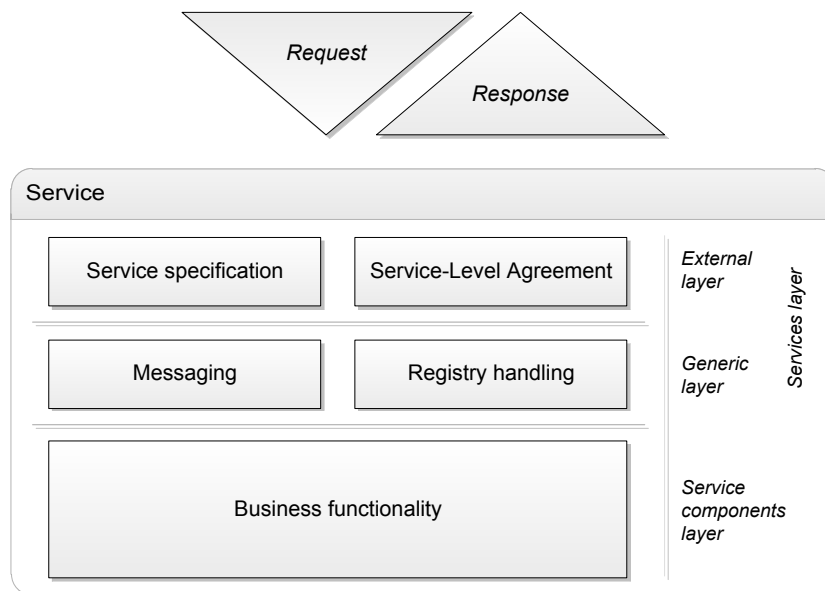 Request
Response
Service
Service specification
Service-Level Agreement
External
layer
Services layer
Messaging
Registry handling
Generic
layer
Business functionality
Service
components
layer